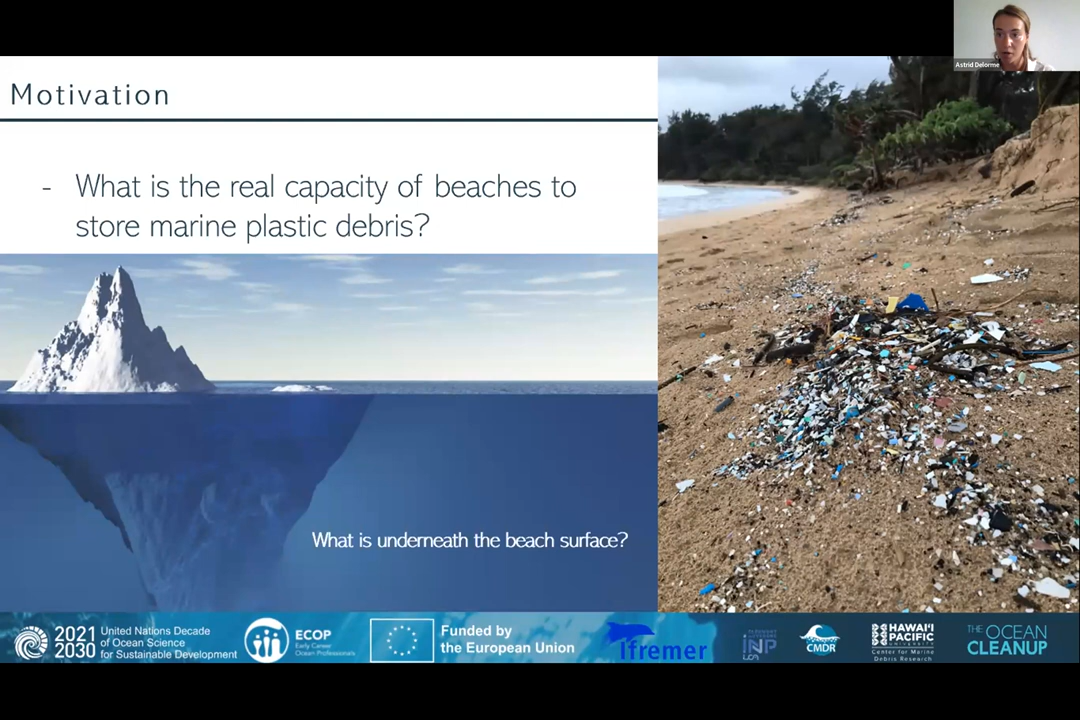 Astrid Delorme
Motivation
- What is the real capacity of beaches to
store marine plastic debris?
What is underneath the beach surface?
2021
2030
United Nations Decade
of Ocean Science
for Sustainable Development
ECOP
Early Career
Ocean Professionals
Funded by
the European Union
Ifremer
INP
CMDR
HAWAI'I
PACIFIC
UNIVERSITY
Center for Marine
Debris Research
THE OCEAN
CLEANUP